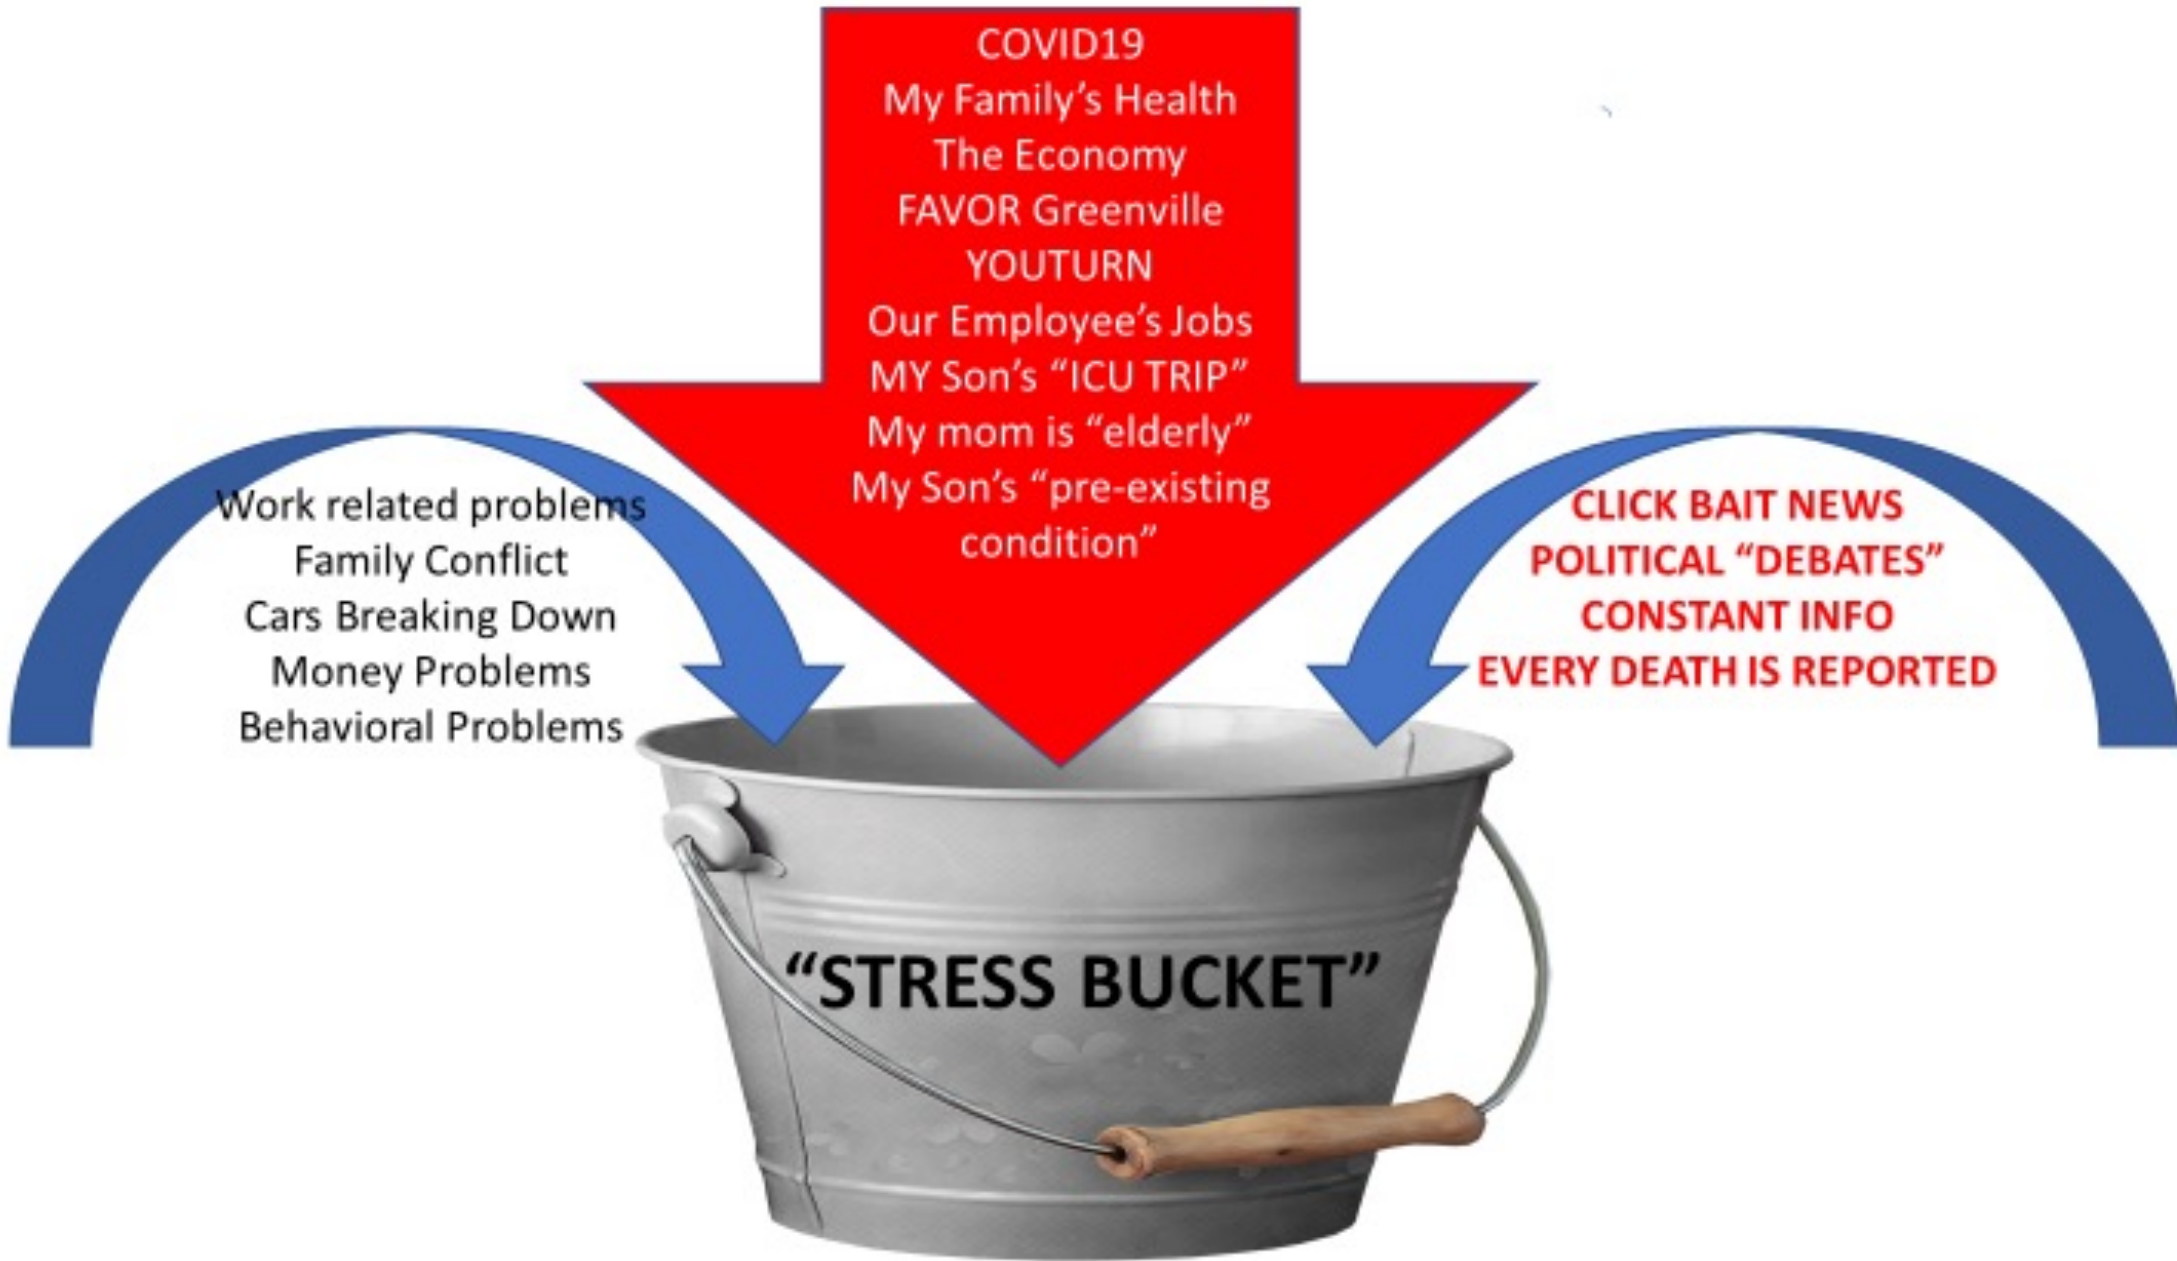 COVID19
My Family’s Health
The Economy
FAVOR Greenville
YOUTURN
Our Employee’s Jobs
MY Son’s “ICU TRIP”
My mom is “elderly”
My Son’s “pre-existing
condition”
Work related problems
Family Conflict
Cars Breaking Down
Money Problems
Behavioral Problems
CLICK BAIT NEWS
POLITICAL “DEBATES”
CONSTANT INFO
EVERY DEATH IS REPORTED
“STRESS BUCKET”